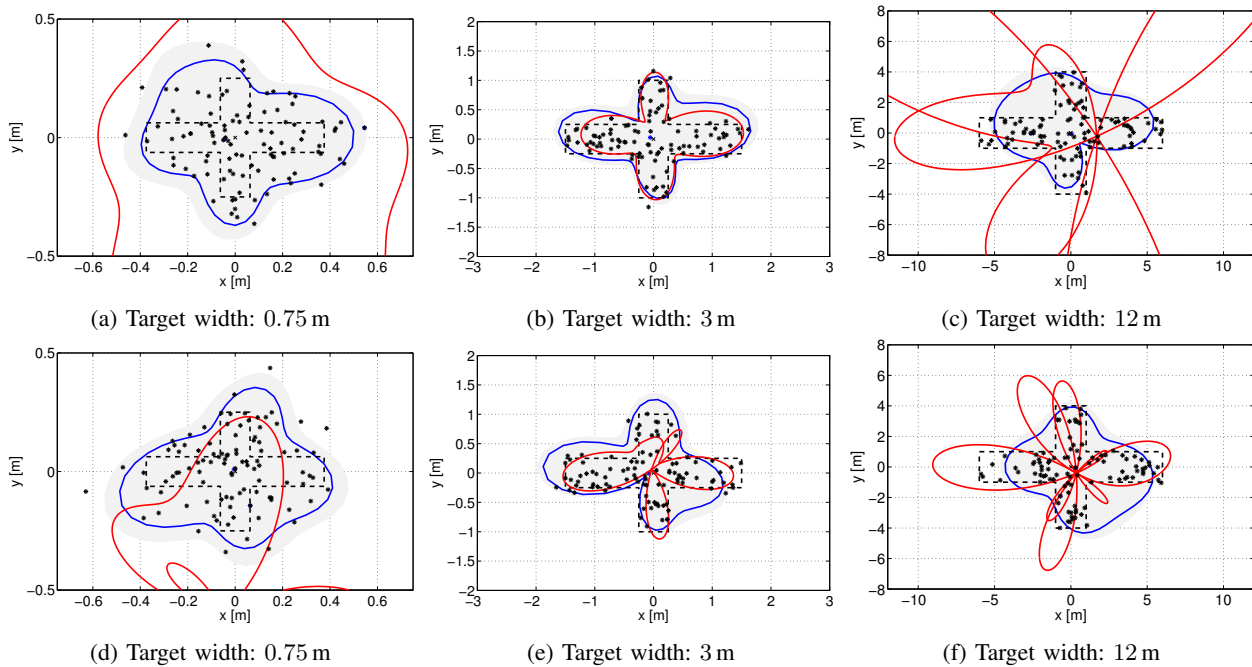 0.5
0
−0.5
y [m]
−0.6 −0.4 −0.2 0 0.2 0.4 0.6
x [m]
(a) Target width: 0.75 m
2
1.5
1
0.5
0
−0.5
−1
−1.5
−2
y [m]
−3 −2 −1 0 1 2 3
x [m]
(b) Target width: 3 m
8
6
4
2
0
−2
−4
−6
−8
y [m]
−10 −5 0 5 10
x [m]
(c) Target width: 12 m
0.5
0
−0.5
y [m]
−0.6 −0.4 −0.2 0 0.2 0.4 0.6
x [m]
(d) Target width: 0.75 m
2
1.5
1
0.5
0
−0.5
−1
−1.5
−2
y [m]
−3 −2 −1 0 1 2 3
x [m]
(e) Target width: 3 m
8
6
4
2
0
−2
−4
−6
−8
y [m]
−10 −5 0 5 10
x [m]
(f) Target width: 12 m